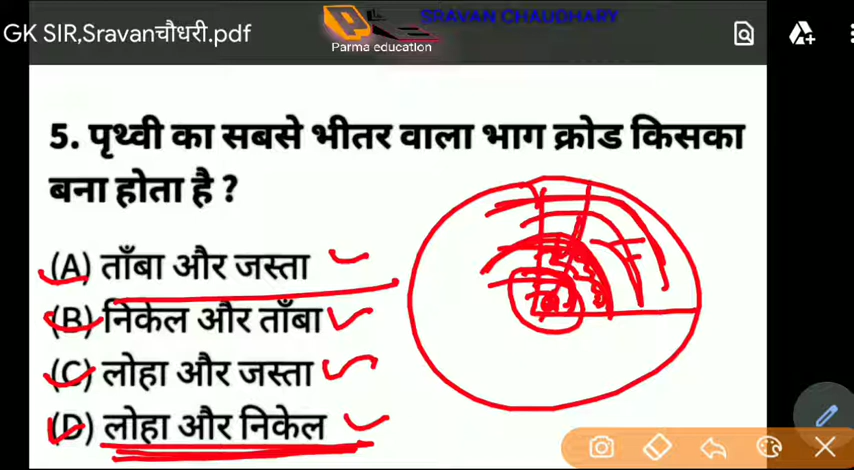 SRAVAN CHAUDHARY
GK SIR,Sravanचौधरी.pdf
Parma education
5. पृथ्वी का सबसे भीतर वाला भाग क्रोड किसका
बना होता है ?
(A) ताँबा और जस्ता
(B) निकेल और ताँबा
(C) लोहा और जस्ता
(D) लोहा और निकेल